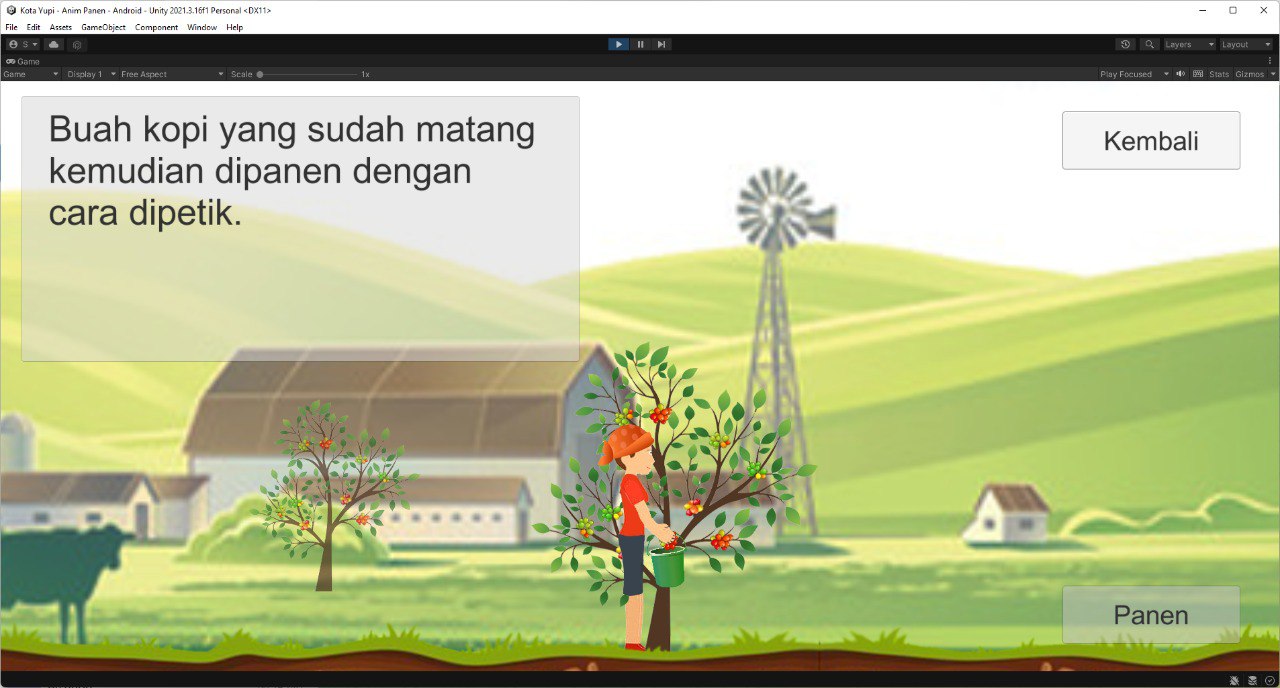 Kota Yupi - Anim Panen - Android - Unity 2021.3.16f1 Personal <DX11>
File Edit Assets GameObject Component Window Help
S Layers Layout
Game
Game Display 1 Free Aspect Scale 1x Play Focused Stats Gizmos
Buah kopi yang sudah matang
kemudian dipanen dengan
cara dipetik.
Kembali
Panen